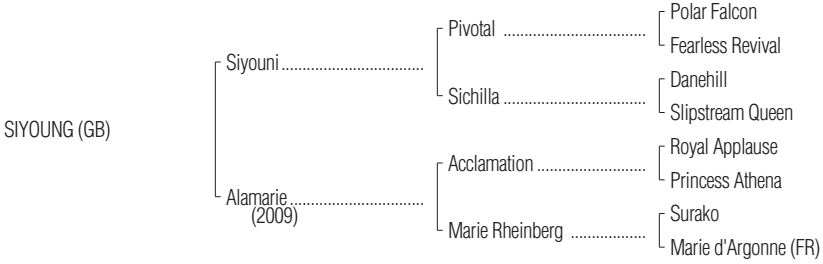 Polar Falcon
Pivotal ..................................
Fearless Revival
Siyouni ..................................
Danehill
Sichilla ..................................
Slipstream Queen
SIYOUNG (GB)
Royal Applause
Acclamation ..........................
Princess Athena
Alamarie ................................
(2009)
Surako
Marie Rheinberg ..................
Marie d'Argonne (FR)